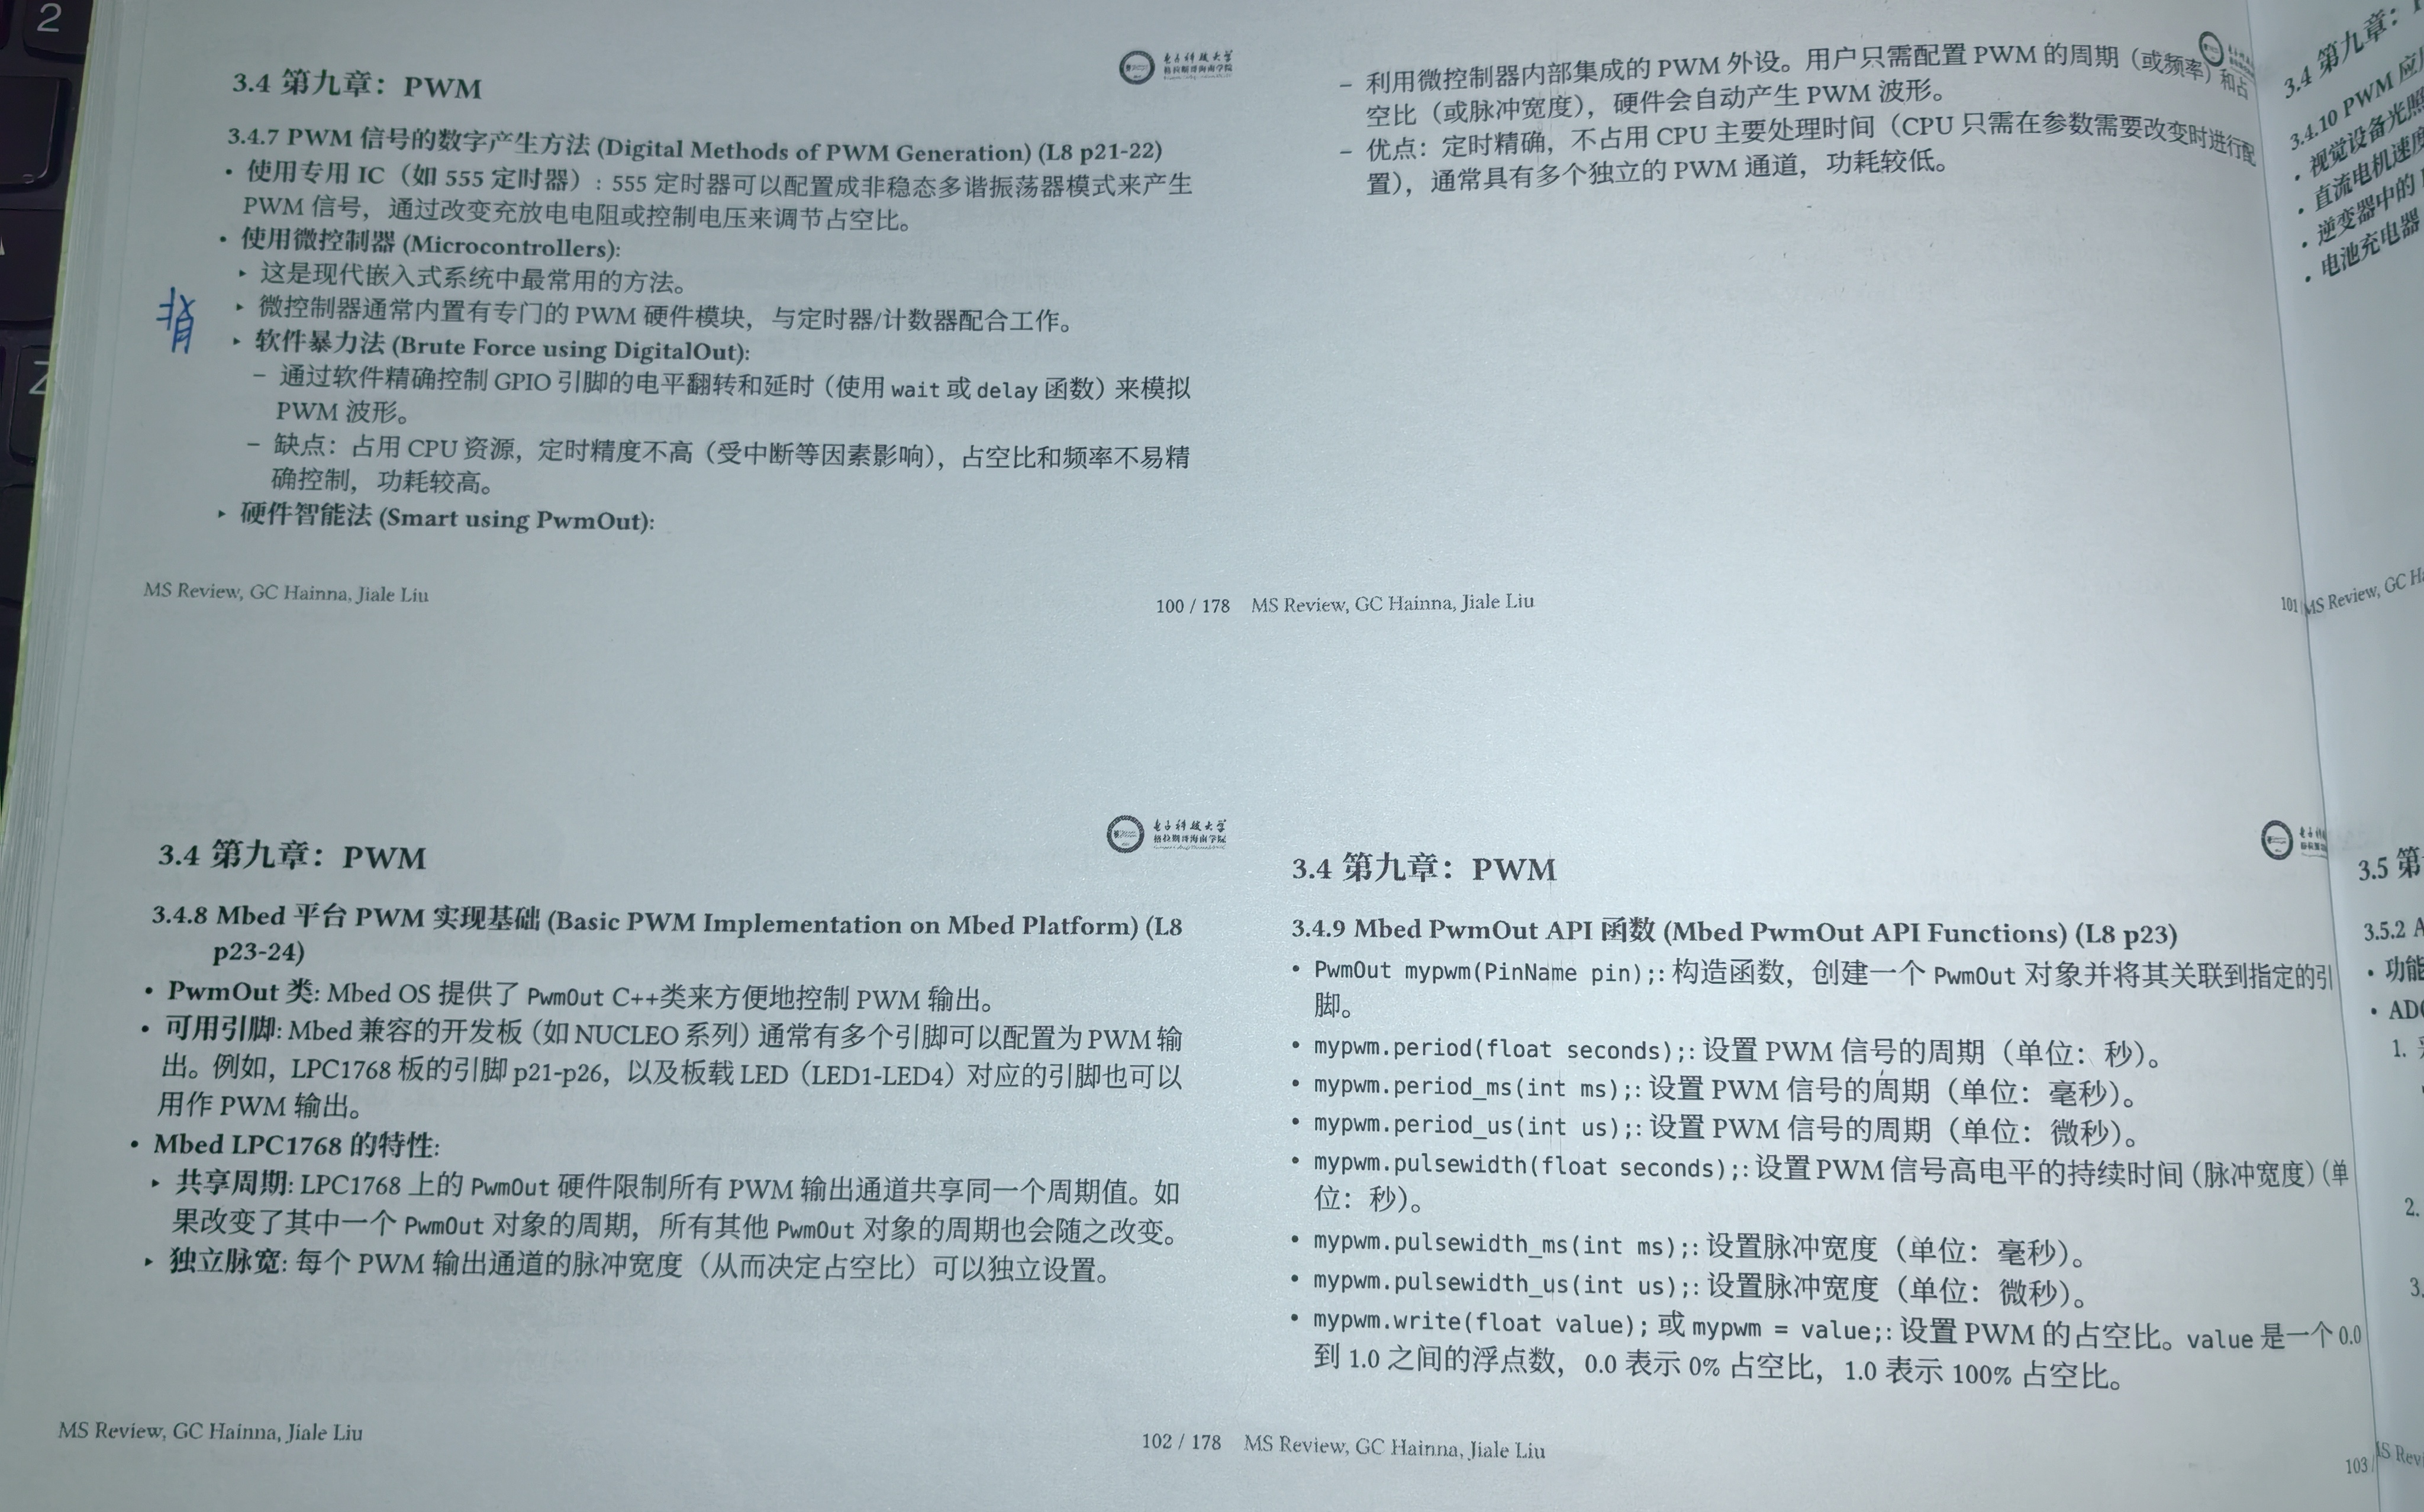 2
Z
电子科技大学
格拉斯哥海南学院
3.4 第九章：PWM
3.4.7 PWM 信号的数字产生方法 (Digital Methods of PWM Generation) (L8 p21-22)
• 使用专用 IC（如 555 定时器）: 555 定时器可以配置成非稳态多谐振荡器模式来产生
PWM 信号，通过改变充放电电阻或控制电压来调节占空比。
• 使用微控制器 (Microcontrollers):
‣ 这是现代嵌入式系统中最常用的方法。
背
‣ 微控制器通常内置有专门的 PWM 硬件模块，与定时器/计数器配合工作。
‣ 软件暴力法 (Brute Force using DigitalOut):
– 通过软件精确控制 GPIO 引脚的电平翻转和延时（使用 wait 或 delay 函数）来模拟
PWM 波形。
– 缺点：占用 CPU 资源，定时精度不高（受中断等因素影响），占空比和频率不易精
确控制，功耗较高。
‣ 硬件智能法 (Smart using PwmOut):
MS Review, GC Hainna, Jiale Liu
100 / 178
– 利用微控制器内部集成的 PWM 外设。用户只需配置 PWM 的周期（或频率）和占
空比（或脉冲宽度），硬件会自动产生 PWM 波形。
– 优点：定时精确，不占用 CPU 主要处理时间（CPU 只需在参数需要改变时进行配
置），通常具有多个独立的 PWM 通道，功耗较低。
MS Review, GC Hainna, Jiale Liu
101
3.4 第九章：
3.4.10 PWM 应
• 视觉设备光照
• 直流电机速度
• 逆变器中的
• 电池充电器
MS Review, GC
电子科技大学
格拉斯哥海南学院
3.4 第九章：PWM
3.4.8 Mbed 平台 PWM 实现基础 (Basic PWM Implementation on Mbed Platform) (L8
p23-24)
• PwmOut 类: Mbed OS 提供了 PwmOut C++类来方便地控制 PWM 输出。
• 可用引脚: Mbed 兼容的开发板（如 NUCLEO 系列）通常有多个引脚可以配置为 PWM 输
出。例如，LPC1768 板的引脚 p21-p26，以及板载 LED（LED1-LED4）对应的引脚也可以
用作 PWM 输出。
• Mbed LPC1768 的特性:
‣ 共享周期: LPC1768 上的 PwmOut 硬件限制所有 PWM 输出通道共享同一个周期值。如
果改变了其中一个 PwmOut 对象的周期，所有其他 PwmOut 对象的周期也会随之改变。
‣ 独立脉宽: 每个 PWM 输出通道的脉冲宽度（从而决定占空比）可以独立设置。
MS Review, GC Hainna, Jiale Liu
102 / 178
3.4 第九章：PWM
3.4.9 Mbed PwmOut API 函数 (Mbed PwmOut API Functions) (L8 p23)
• PwmOut mypwm(PinName pin);: 构造函数，创建一个 PwmOut 对象并将其关联到指定的引
脚。
• mypwm.period(float seconds);: 设置 PWM 信号的周期（单位：秒）。
• mypwm.period_ms(int ms);: 设置 PWM 信号的周期（单位：毫秒）。
• mypwm.period_us(int us);: 设置 PWM 信号的周期（单位：微秒）。
• mypwm.pulsewidth(float seconds);: 设置 PWM 信号高电平的持续时间 (脉冲宽度)（单
位：秒）。
• mypwm.pulsewidth_ms(int ms);: 设置脉冲宽度（单位：毫秒）。
• mypwm.pulsewidth_us(int us);: 设置脉冲宽度（单位：微秒）。
• mypwm.write(float value); 或 mypwm = value;: 设置 PWM 的占空比。value 是一个 0.0
到 1.0 之间的浮点数，0.0 表示 0% 占空比，1.0 表示 100% 占空比。
MS Review, GC Hainna, Jiale Liu
103
3.5 第
3.5.2
• 功能
• AD
1.
2.
3.